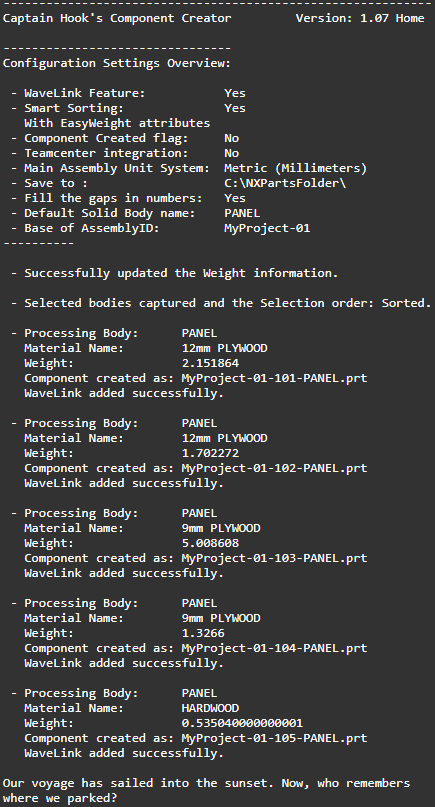 --------------------------------------------------------
Captain Hook's Component Creator         Version: 1.07 Home

-------------------------------
Configuration Settings Overview:

 - WaveLink Feature:           Yes
 - Smart Sorting:              Yes
   With EasyWeight attributes
 - Component Created flag:     No
 - Teamcenter integration:     No
 - Main Assembly Unit System:  Metric (Millimeters)
 - Save to :                   C:\NXPartsFolder\
 - Fill the gaps in numbers:   Yes
 - Default Solid Body name:    PANEL
 - Base of AssemblyID:         MyProject-01
----------

 - Successfully updated the Weight information.

 - Selected bodies captured and the Selection order: Sorted.

 - Processing Body:      PANEL
   Material Name:        12mm PLYWOOD
   Weight:               2.151864
   Component created as: MyProject-01-101-PANEL.prt
   WaveLink added successfully.

 - Processing Body:      PANEL
   Material Name:        12mm PLYWOOD
   Weight:               1.702272
   Component created as: MyProject-01-102-PANEL.prt
   WaveLink added successfully.

 - Processing Body:      PANEL
   Material Name:        9mm PLYWOOD
   Weight:               5.008608
   Component created as: MyProject-01-103-PANEL.prt
   WaveLink added successfully.

 - Processing Body:      PANEL
   Material Name:        9mm PLYWOOD
   Weight:               1.3266
   Component created as: MyProject-01-104-PANEL.prt
   WaveLink added successfully.

 - Processing Body:      PANEL
   Material Name:        HARDWOOD
   Weight:               0.535040000000001
   Component created as: MyProject-01-105-PANEL.prt
   WaveLink added successfully.

Our voyage has sailed into the sunset. Now, who remembers
where we parked?